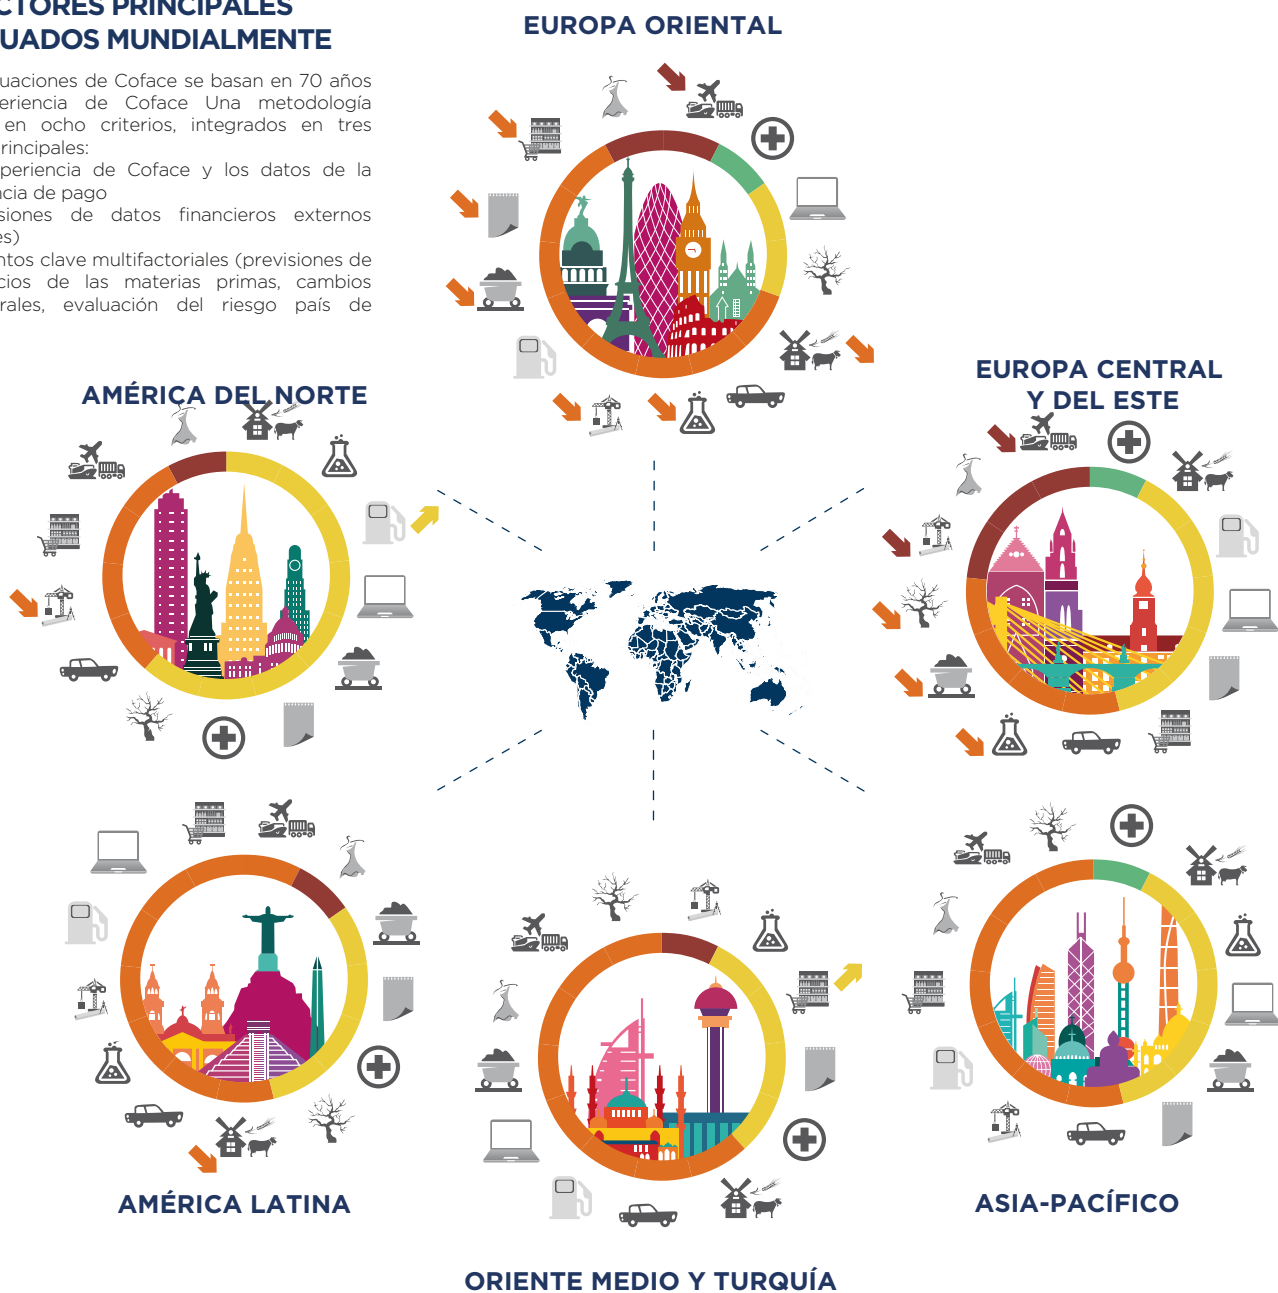 CTORES PRINCIPALES
UADOS MUNDIALMENTE
uaciones de Coface se basan en 70 años
eriencia de Coface Una metodología
en ocho criterios, integrados en tres
rincipales:
periencia de Coface y los datos de la
ncia de pago
siones de datos financieros externos
es)
ntos clave multifactoriales (previsiones de
cios de las materias primas, cambios
rales, evaluación del riesgo país de
EUROPA ORIENTAL
AMÉRICA DEL NORTE
EUROPA CENTRAL
Y DEL ESTE
AMÉRICA LATINA
ASIA-PACÍFICO
ORIENTE MEDIO Y TURQUÍA